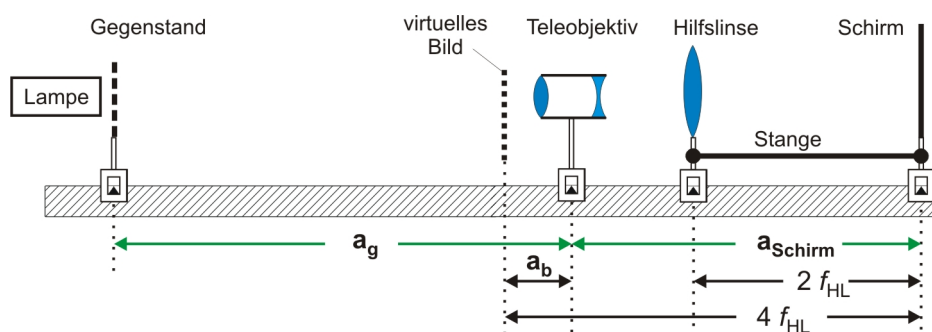 Gegenstand
virtuelles
Bild
Teleobjektiv
Hilfslinse
Schirm
Lampe
Stange
a_g
a_Schirm
a_b
2 f_HL
4 f_HL